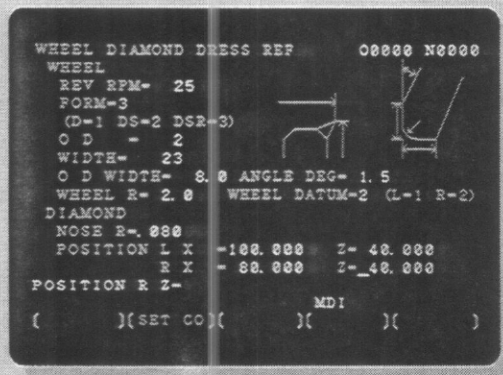 WHEEL DIAMOND DRESS REF O0000 N0000
WHEEL
REV RPM= 25
FORM=3
(D=1 DS=2 DSR=3)
O D = 2
WIDTH= 23
O D WIDTH= 8.0 ANGLE DEG= 1.5
WHEEL R= 2.0 WHEEL DATUM=2 (L=1 R=2)
DIAMOND
NOSE R=.080
POSITION L X =100.000 Z= 40.000
R X = 80.000 Z=_40.000
POSITION R Z=
MDI
[ ][SET CO][ ][ ][ ]